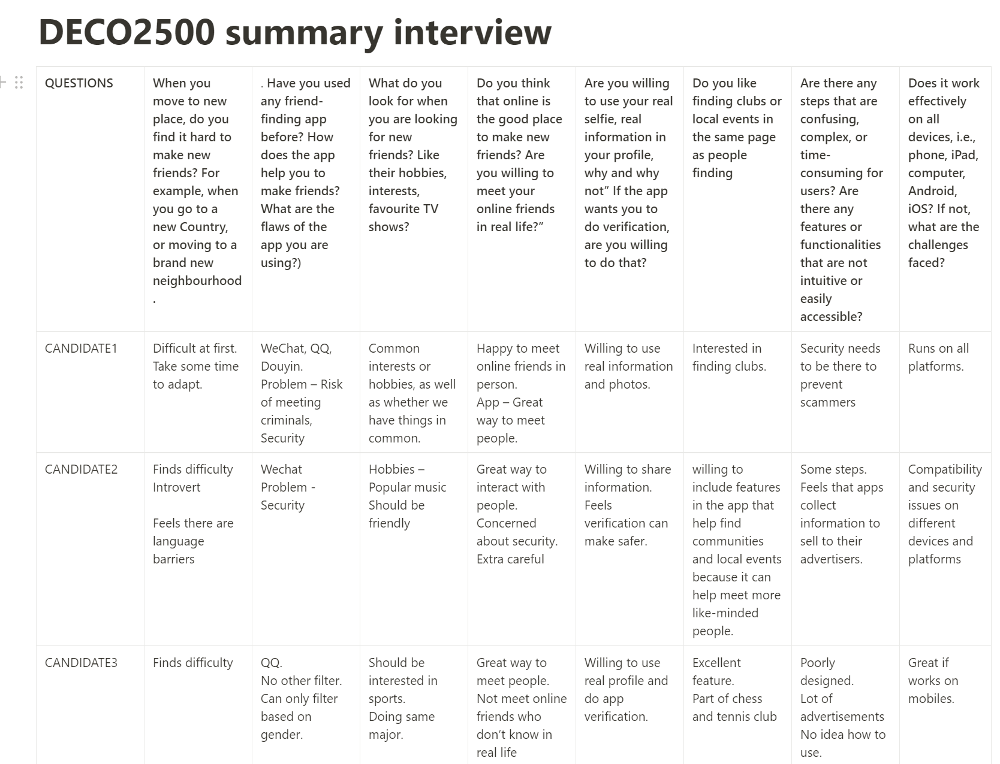 DECO2500 summary interview
QUESTIONS
When you
move to new
place, do you
find it hard to
make new
friends? For
example, when
you go to a
new Country,
or moving to a
brand new
neighbourhood
.
. Have you used
any friend-
finding app
before? How
does the app
help you to
make friends?
What are the
flaws of the
app you are
using?)
What do you
look for when
you are looking
for new
friends? Like
their hobbies,
interests,
favourite TV
shows?
Do you think
that online is
the good place
to make new
friends? Are
you willing to
meet your
online friends
in real life?”
Are you willing
to use your real
selfie, real
information in
your profile,
why and why
not” If the app
wants you to
do verification,
are you willing
to do that?
Do you like
finding clubs or
local events in
the same page
as people
finding
Are there any
steps that are
confusing,
complex, or
time-
consuming for
users? Are
there any
features or
functionalities
that are not
intuitive or
easily
accessible?
Does it work
effectively
on all
devices, i.e.,
phone, iPad,
computer,
Android,
iOS? If not,
what are the
challenges
faced?
CANDIDATE1
Difficult at first.
Take some time
to adapt.
WeChat, QQ,
Douyin.
Problem – Risk
of meeting
criminals,
Security
Common
interests or
hobbies, as well
as whether we
have things in
common.
Happy to meet
online friends in
person.
App – Great
way to meet
people.
Willing to use
real information
and photos.
Interested in
finding clubs.
Security needs
to be there to
prevent
scammers
Runs on all
platforms.
CANDIDATE2
Finds difficulty
Introvert
Feels there are
language
barriers
Wechat
Problem -
Security
Hobbies –
Popular music
Should be
friendly
Great way to
interact with
people.
Concerned
about security.
Extra careful
Willing to share
information.
Feels
verification can
make safer.
willing to
include features
in the app that
help find
communities
and local events
because it can
help meet more
like-minded
people.
Some steps.
Feels that apps
collect
information to
sell to their
advertisers.
Compatibility
and security
issues on
different
devices and
platforms
CANDIDATE3
Finds difficulty
QQ.
No other filter.
Can only filter
based on
gender.
Should be
interested in
sports.
Doing same
major.
Great way to
meet people.
Not meet online
friends who
don’t know in
real life
Willing to use
real profile and
do app
verification.
Excellent
feature.
Part of chess
and tennis club
Poorly
designed.
Lot of
advertisements
No idea how to
use.
Great if
works on
mobiles.